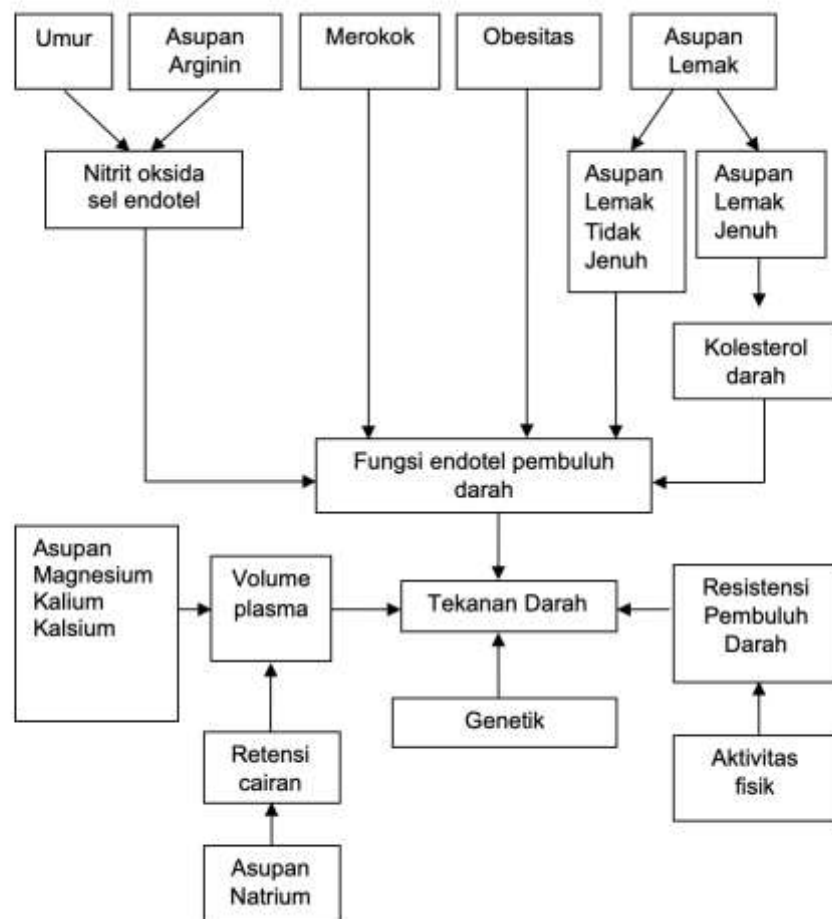 Umur
Asupan
Arginin
Merokok
Obesitas
Asupan
Lemak
Nitrit oksida
sel endotel
Asupan
Lemak
Tidak
Jenuh
Asupan
Lemak
Jenuh
Kolesterol
darah
Fungsi endotel pembuluh
darah
Asupan
Magnesium
Kalium
Kalsium
Volume
plasma
Tekanan Darah
Resistensi
Pembuluh
Darah
Genetik
Retensi
cairan
Aktivitas
fisik
Asupan
Natrium